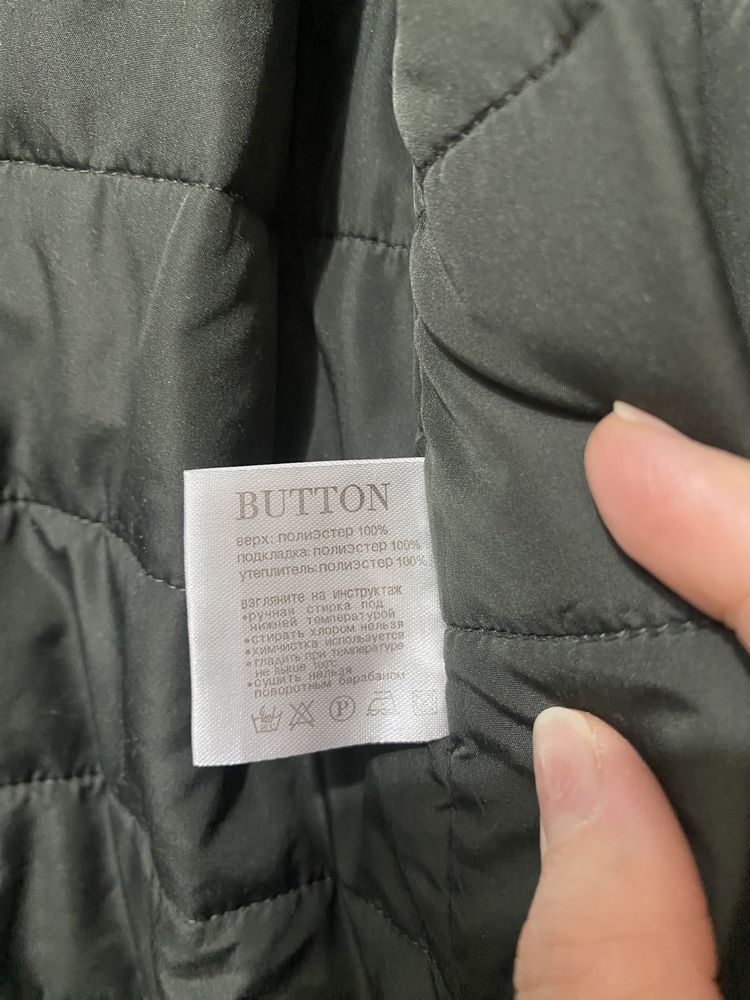 BUTTON
верх: полиэстер 100%
подкладка: полиэстер 100%
утеплитель: полиэстер 100%
взгляните на инструктаж
•ручная стирка под
нижней температурой
•стирать хлором нельзя
•химчистка используется
•гладить при температуре
не выше 100℃
•сушить нельзя
поворотным барабаном
P